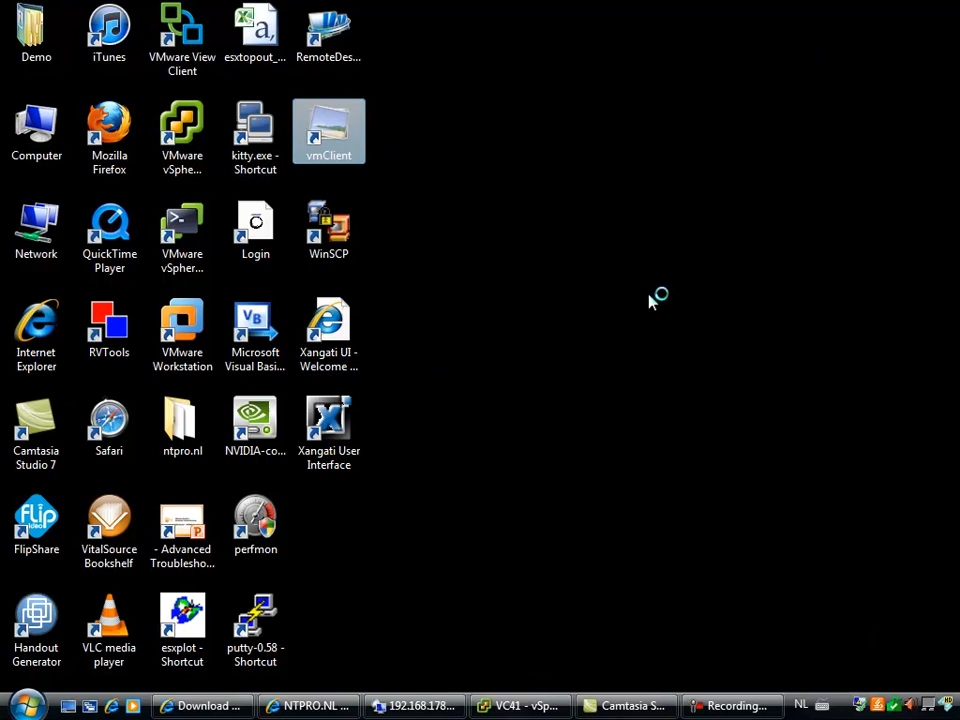 Demo
iTunes
VMware View
Client
esxtopout_...
RemoteDes...
Computer
Mozilla
Firefox
VMware
vSphe...
kitty.exe -
Shortcut
vmClient
Network
QuickTime
Player
VMware
vSpher...
Login
WinSCP
Internet
Explorer
RVTools
VMware
Workstation
Microsoft
Visual Basi...
Xangati UI -
Welcome ...
Camtasia
Studio 7
Safari
ntpro.nl
NVIDIA-co...
Xangati User
Interface
FlipShare
VitalSource
Bookshelf
- Advanced
Troublesho...
perfmon
Handout
Generator
VLC media
player
esxplot -
Shortcut
putty-0.58 -
Shortcut
Download ...
NTPRO.NL ...
192.168.178...
VC41 - vSp...
Camtasia S...
Recording...
NL